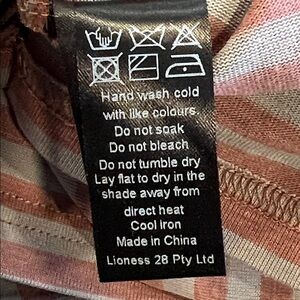 Hand wash cold
with like colours.
Do not soak
Do not bleach
Do not tumble dry
Lay flat to dry in the
shade away from
direct heat
Cool iron
Made in China
Lioness 28 Pty Ltd